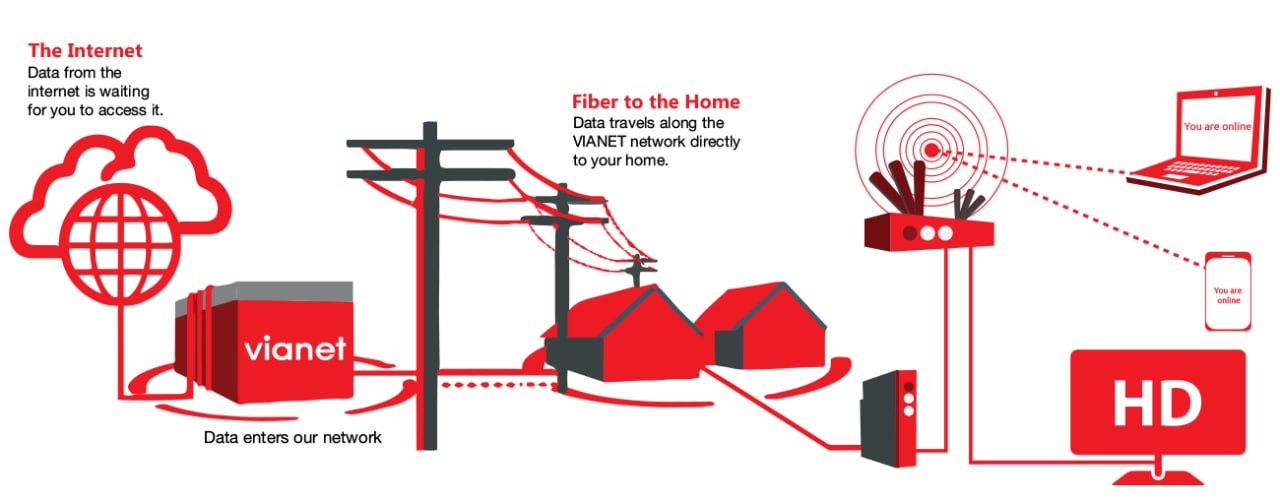 The Internet
Data from the
internet is waiting
for you to access it.
vianet
Data enters our network
Fiber to the Home
Data travels along the
VIANET network directly
to your home.
You are online
You are
online
HD